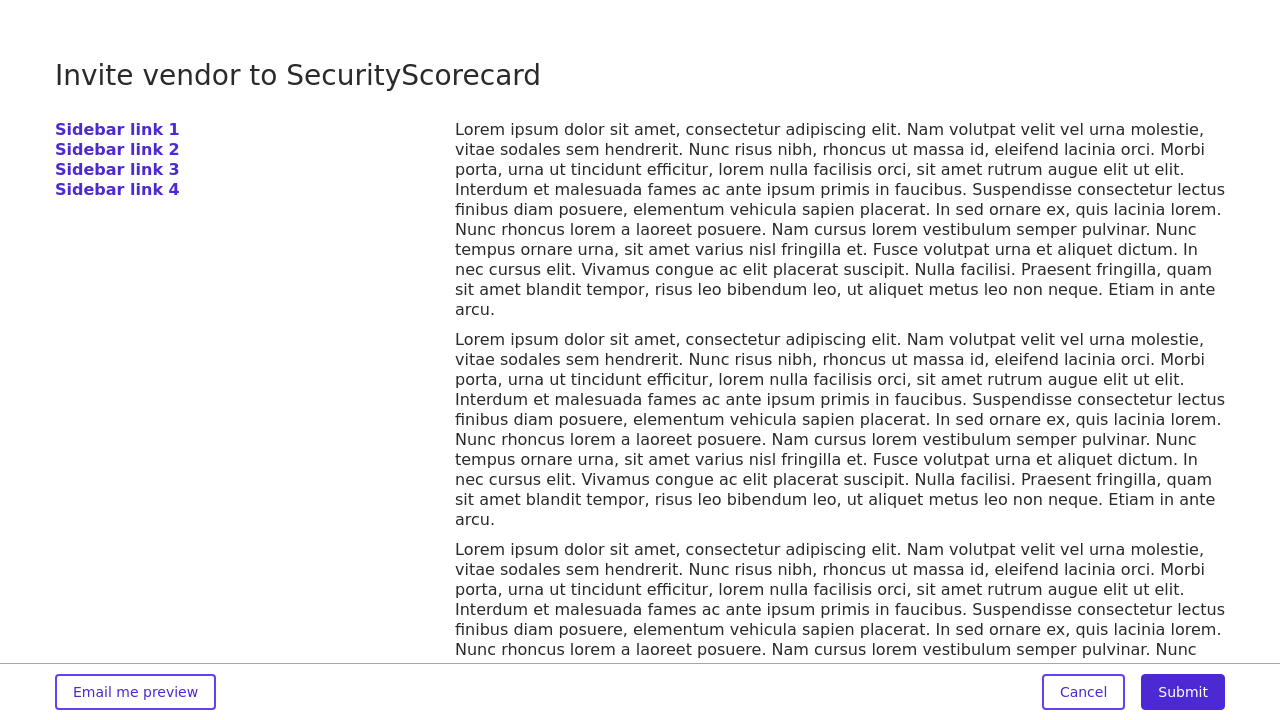 Invite vendor to SecurityScorecard
Sidebar link 1
Sidebar link 2
Sidebar link 3
Sidebar link 4
Lorem ipsum dolor sit amet, consectetur adipiscing elit. Nam volutpat velit vel urna molestie,
vitae sodales sem hendrerit. Nunc risus nibh, rhoncus ut massa id, eleifend lacinia orci. Morbi
porta, urna ut tincidunt efficitur, lorem nulla facilisis orci, sit amet rutrum augue elit ut elit.
Interdum et malesuada fames ac ante ipsum primis in faucibus. Suspendisse consectetur lectus
finibus diam posuere, elementum vehicula sapien placerat. In sed ornare ex, quis lacinia lorem.
Nunc rhoncus lorem a laoreet posuere. Nam cursus lorem vestibulum semper pulvinar. Nunc
tempus ornare urna, sit amet varius nisl fringilla et. Fusce volutpat urna et aliquet dictum. In
nec cursus elit. Vivamus congue ac elit placerat suscipit. Nulla facilisi. Praesent fringilla, quam
sit amet blandit tempor, risus leo bibendum leo, ut aliquet metus leo non neque. Etiam in ante
arcu.
Lorem ipsum dolor sit amet, consectetur adipiscing elit. Nam volutpat velit vel urna molestie,
vitae sodales sem hendrerit. Nunc risus nibh, rhoncus ut massa id, eleifend lacinia orci. Morbi
porta, urna ut tincidunt efficitur, lorem nulla facilisis orci, sit amet rutrum augue elit ut elit.
Interdum et malesuada fames ac ante ipsum primis in faucibus. Suspendisse consectetur lectus
finibus diam posuere, elementum vehicula sapien placerat. In sed ornare ex, quis lacinia lorem.
Nunc rhoncus lorem a laoreet posuere. Nam cursus lorem vestibulum semper pulvinar. Nunc
tempus ornare urna, sit amet varius nisl fringilla et. Fusce volutpat urna et aliquet dictum. In
nec cursus elit. Vivamus congue ac elit placerat suscipit. Nulla facilisi. Praesent fringilla, quam
sit amet blandit tempor, risus leo bibendum leo, ut aliquet metus leo non neque. Etiam in ante
arcu.
Lorem ipsum dolor sit amet, consectetur adipiscing elit. Nam volutpat velit vel urna molestie,
vitae sodales sem hendrerit. Nunc risus nibh, rhoncus ut massa id, eleifend lacinia orci. Morbi
porta, urna ut tincidunt efficitur, lorem nulla facilisis orci, sit amet rutrum augue elit ut elit.
Interdum et malesuada fames ac ante ipsum primis in faucibus. Suspendisse consectetur lectus
finibus diam posuere, elementum vehicula sapien placerat. In sed ornare ex, quis lacinia lorem.
Nunc rhoncus lorem a laoreet posuere. Nam cursus lorem vestibulum semper pulvinar. Nunc
Email me preview
Cancel
Submit